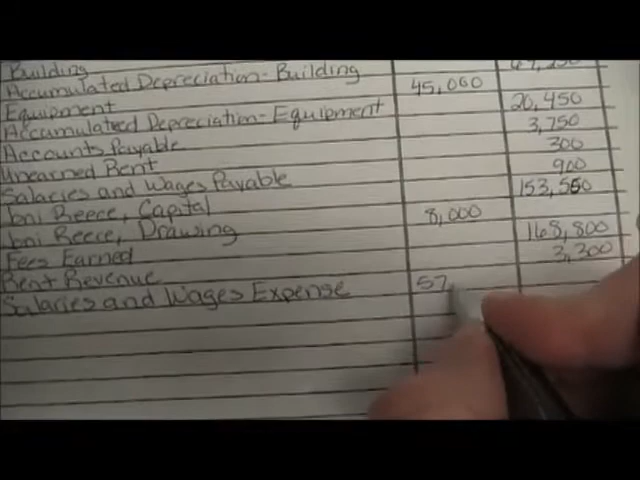 Building
Accumulated Depreciation-Building
Equipment 45,000
Accumulated Depreciation-Equipment 20,450
Accounts Payable 3,750
Unearned Rent 300
Salaries and Wages Payable 900
Joni Reece, Capital 153,550
Joni Reece, Drawing 8,000
Fees Earned 168,800
Rent Revenue 3,300
Salaries and Wages Expense 57